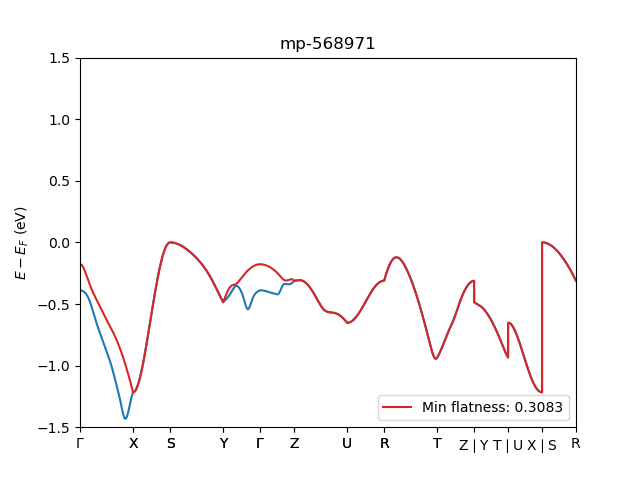 mp-568971
E − E_F (eV)
1.5
1.0
0.5
0.0
−0.5
−1.0
−1.5
Min flatness: 0.3083
Γ X S Y Γ Z U R T Z | Y T | U X | S R